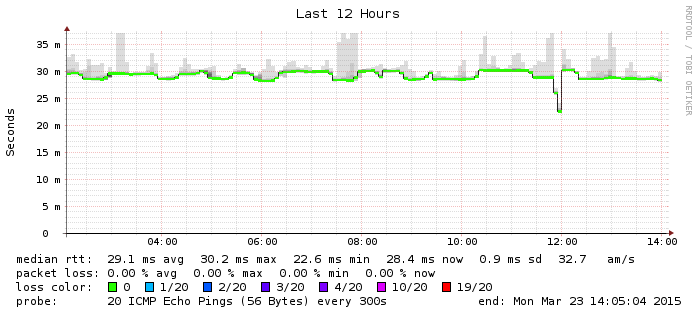 Last 12 Hours
RRDTOOL / TOBI OETIKER
Seconds
35 m
30 m
25 m
20 m
15 m
10 m
5 m
0
04:00 06:00 08:00 10:00 12:00 14:00
median rtt: 29.1 ms avg 30.2 ms max 22.6 ms min 28.4 ms now 0.9 ms sd 32.7 am/s
packet loss: 0.00 % avg 0.00 % max 0.00 % min 0.00 % now
loss color: 0 1/20 2/20 3/20 4/20 10/20 19/20
probe: 20 ICMP Echo Pings (56 Bytes) every 300s end: Mon Mar 23 14:05:04 2015